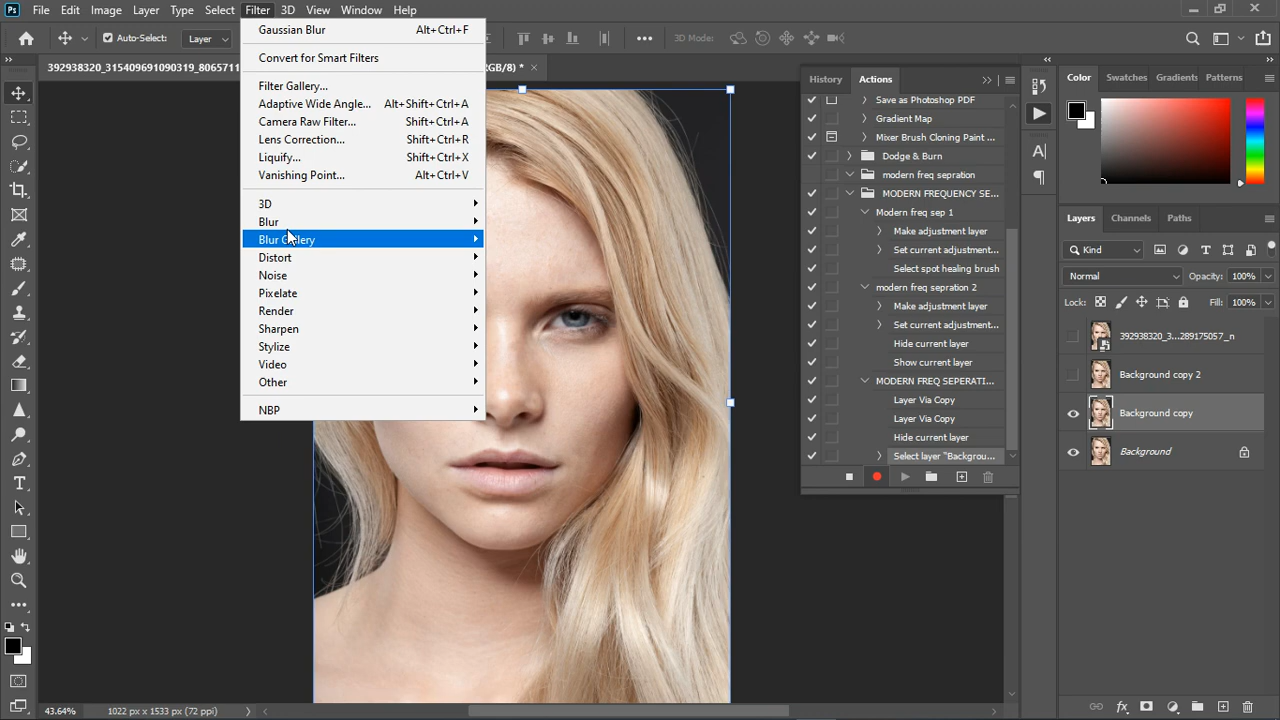 Ps File Edit Image Layer Type Select Filter 3D View Window Help
Auto-Select: Layer ••• 3D Mode:
392938320_315409691090319_8065711 RGB/8) * ×
Gaussian Blur Alt+Ctrl+F
Convert for Smart Filters
Filter Gallery...
Adaptive Wide Angle... Alt+Shift+Ctrl+A
Camera Raw Filter... Shift+Ctrl+A
Lens Correction... Shift+Ctrl+R
Liquify... Shift+Ctrl+X
Vanishing Point... Alt+Ctrl+V
3D
Blur
Blur Gallery
Distort
Noise
Pixelate
Render
Sharpen
Stylize
Video
Other
NBP
History Actions
Save as Photoshop PDF
Gradient Map
Mixer Brush Cloning Paint ...
Dodge & Burn
modern freq sepration
MODERN FREQUENCY SE...
Modern freq sep 1
Make adjustment layer
Set current adjustment...
Select spot healing brush
modern freq sepration 2
Make adjustment layer
Set current adjustment...
Hide current layer
Show current layer
MODERN FREQ SEPERATI...
Layer Via Copy
Layer Via Copy
Hide current layer
Select layer "Backgrou...
Color Swatches Gradients Patterns
Layers Channels Paths
Kind
Normal Opacity: 100%
Lock: Fill: 100%
392938320_3...289175057_n
Background copy 2
Background copy
Background
43.64% 1022 px x 1533 px (72 ppi)